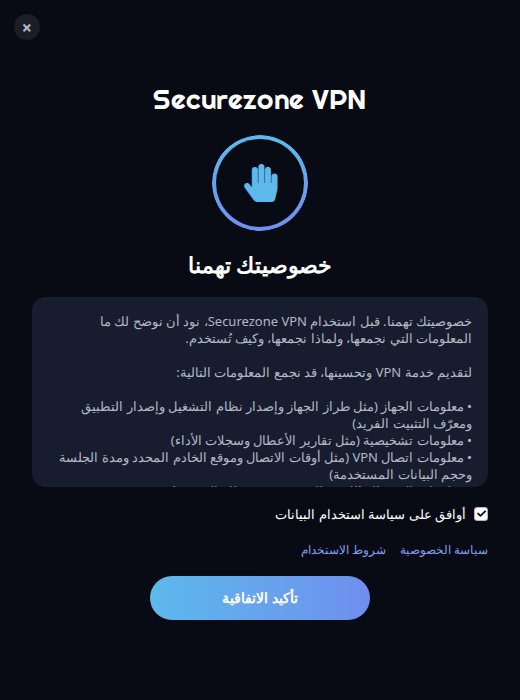 Securezone VPN
خصوصيتك تهمنا
خصوصيتك تهمنا. قبل استخدام Securezone VPN، نود أن نوضح لك ما
المعلومات التي نجمعها، ولماذا نجمعها، وكيف تُستخدم.
لتقديم خدمة VPN وتحسينها، قد نجمع المعلومات التالية:
• معلومات الجهاز (مثل طراز الجهاز وإصدار نظام التشغيل وإصدار التطبيق
ومعرّف التثبيت الفريد)
• معلومات تشخيصية (مثل تقارير الأعطال وسجلات الأداء)
• معلومات اتصال VPN (مثل أوقات الاتصال وموقع الخادم المحدد ومدة الجلسة
وحجم البيانات المستخدمة)
أوافق على سياسة استخدام البيانات
سياسة الخصوصية شروط الاستخدام
تأكيد الاتفاقية